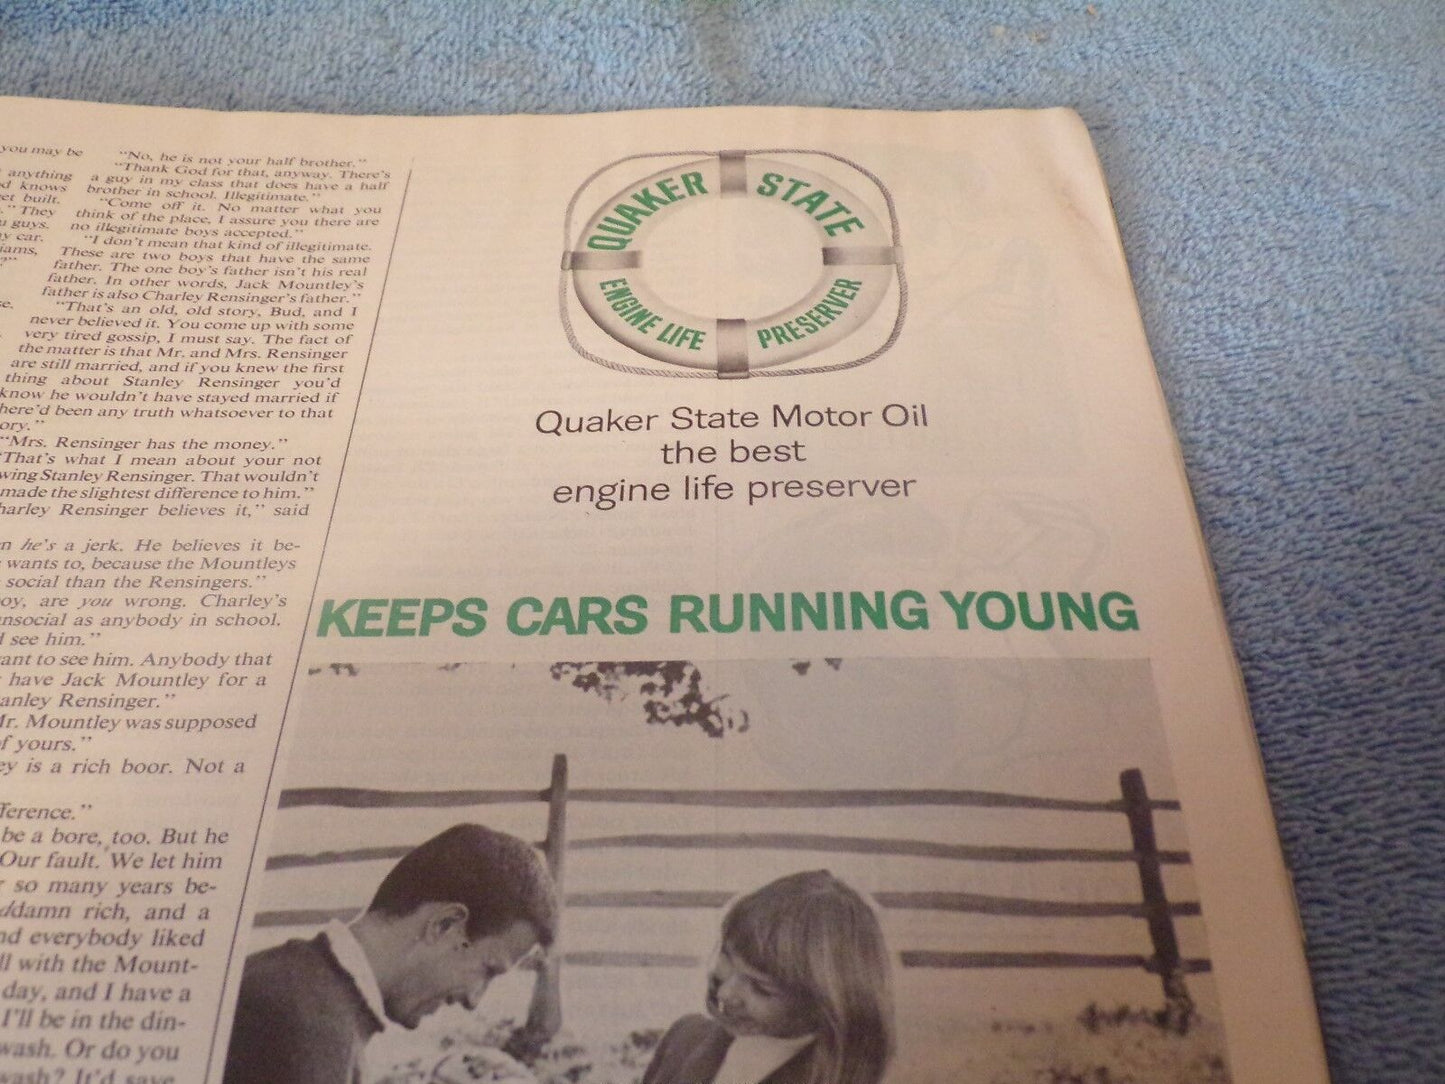 you may be
anything
d knows
et built.
." They
u guys.
y car.
iams,
?"
se.
"No, he is not your half brother."
"Thank God for that, anyway. There's
a guy in my class that does have a half
brother in school. Illegitimate."
"Come off it. No matter what you
think of the place, I assure you there are
no illegitimate boys accepted."
"I don't mean that kind of illegitimate.
These are two boys that have the same
father. The one boy's father isn't his real
father. In other words, Jack Mountley's
father is also Charley Rensinger's father."
"That's an old, old story, Bud, and I
never believed it. You come up with some
very tired gossip, I must say. The fact of
the matter is that Mr. and Mrs. Rensinger
are still married, and if you knew the first
thing about Stanley Rensinger you'd
know he wouldn't have stayed married if
here'd been any truth whatsoever to that
ory."
"Mrs. Rensinger has the money."
"That's what I mean about your not
wing Stanley Rensinger. That wouldn't
made the slightest difference to him."
harley Rensinger believes it," said
n he's a jerk. He believes it be-
wants to, because the Mountleys
social than the Rensingers."
oy, are you wrong. Charley's
nsocial as anybody in school.
d see him."
ant to see him. Anybody that
have Jack Mountley for a
anley Rensinger."
Mr. Mountley was supposed
f yours."
ey is a rich boor. Not a
ference."
be a bore, too. But he
Our fault. We let him
r so many years be-
ddamn rich, and a
nd everybody liked
ll with the Mount-
day, and I have a
I'll be in the din-
wash. Or do you
wash? It'd save
QUAKER STATE
ENGINE LIFE PRESERVER
Quaker State Motor Oil
the best
engine life preserver
KEEPS CARS RUNNING YOUNG